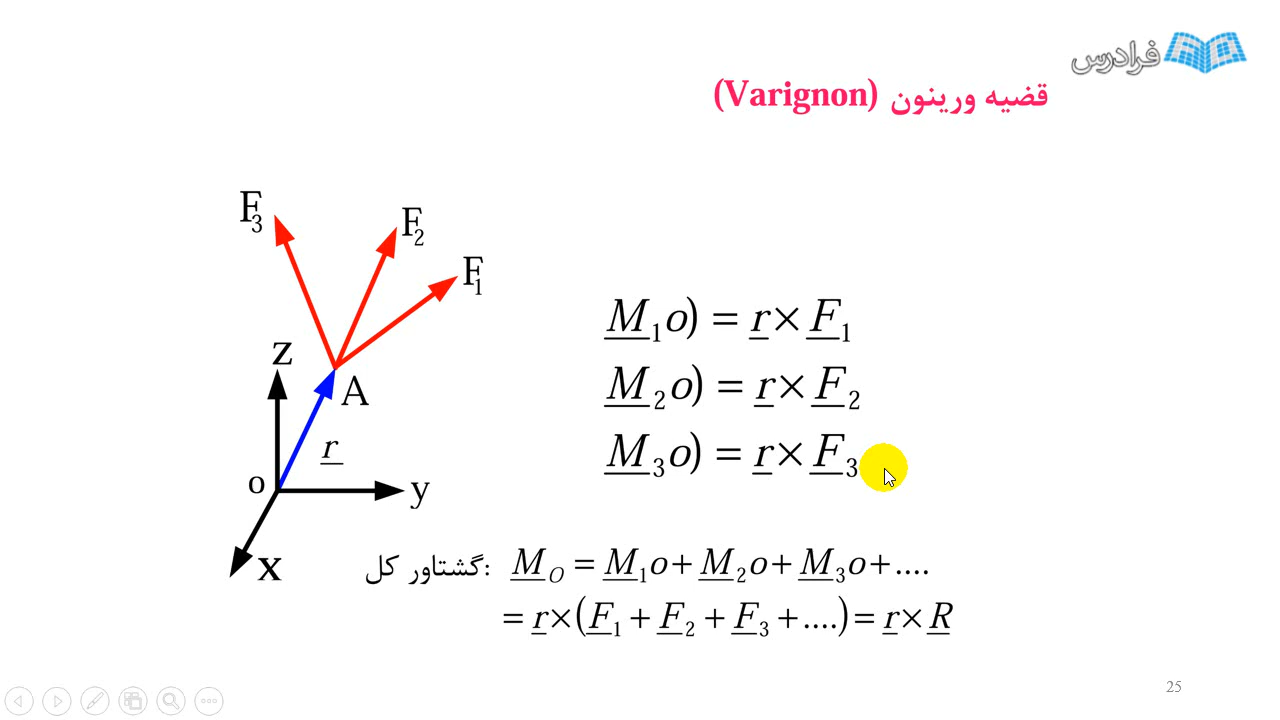 فرادرس
قضیه ورینون (Varignon)
F3
F2
F1
z
A
r
o
y
x
M1o) = r×F1
M2o) = r×F2
M3o) = r×F3
گشتاور کل: MO = M1o+M2o+M3o+....
= r×(F1 + F2 + F3 +....)= r×R
25